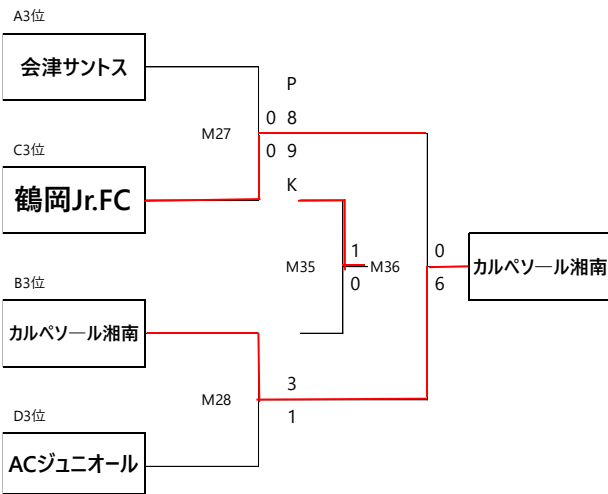 A3位
会津サントス
P
0 8
M27
0 9
C3位
鶴岡Jr.FC
K
1
0
M35
M36
0
カルペソール湘南
0
6
B3位
カルペソール湘南
3
M28
1
D3位
ACジュニオール